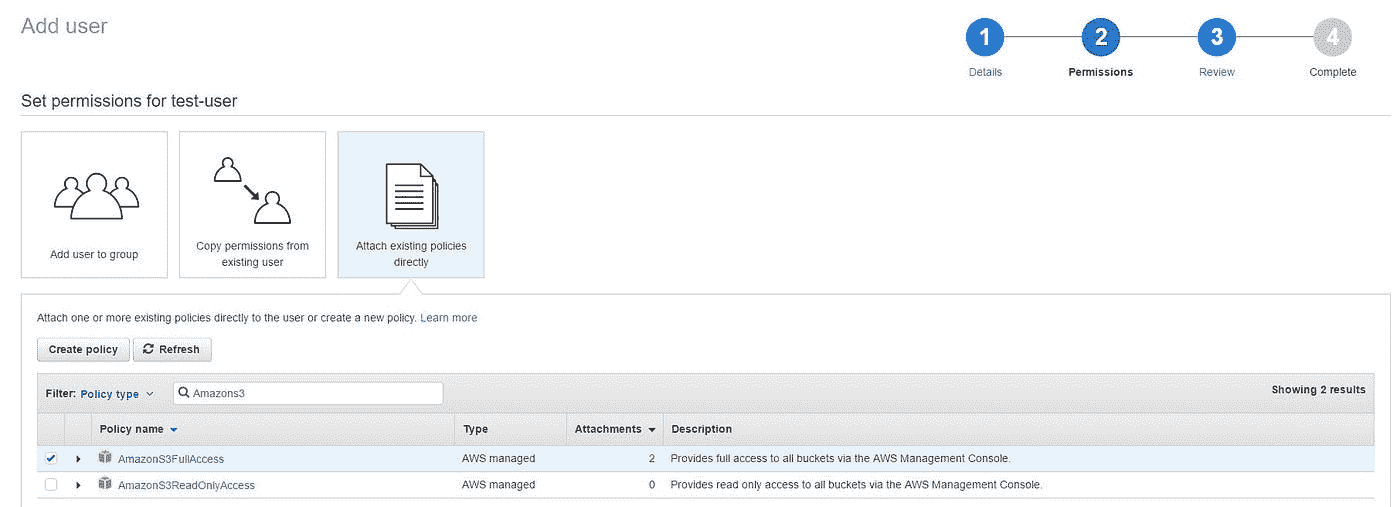 Add user
1 2 3 4
Details Permissions Review Complete
Set permissions for test-user
Add user to group
Copy permissions from
existing user
Attach existing policies
directly
Attach one or more existing policies directly to the user or create a new policy. Learn more
Create policy Refresh
Filter: Policy type Amazons3 Showing 2 results
Policy name Type Attachments Description
AmazonS3FullAccess AWS managed 2 Provides full access to all buckets via the AWS Management Console.
AmazonS3ReadOnlyAccess AWS managed 0 Provides read only access to all buckets via the AWS Management Console.